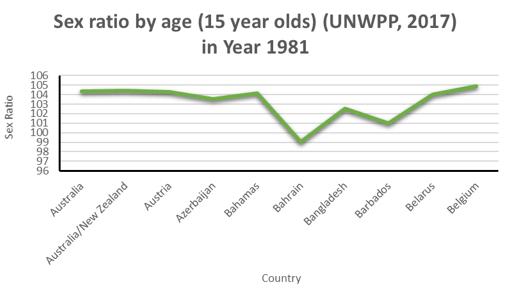 Sex ratio by age (15 year olds) (UNWPP, 2017)
in Year 1981
106
105
104
103
102
101
100
99
98
97
96
Sex Ratio
Australia
Australia/New Zealand
Austria
Azerbaijan
Bahamas
Bahrain
Bangladesh
Barbados
Belarus
Belgium
Country